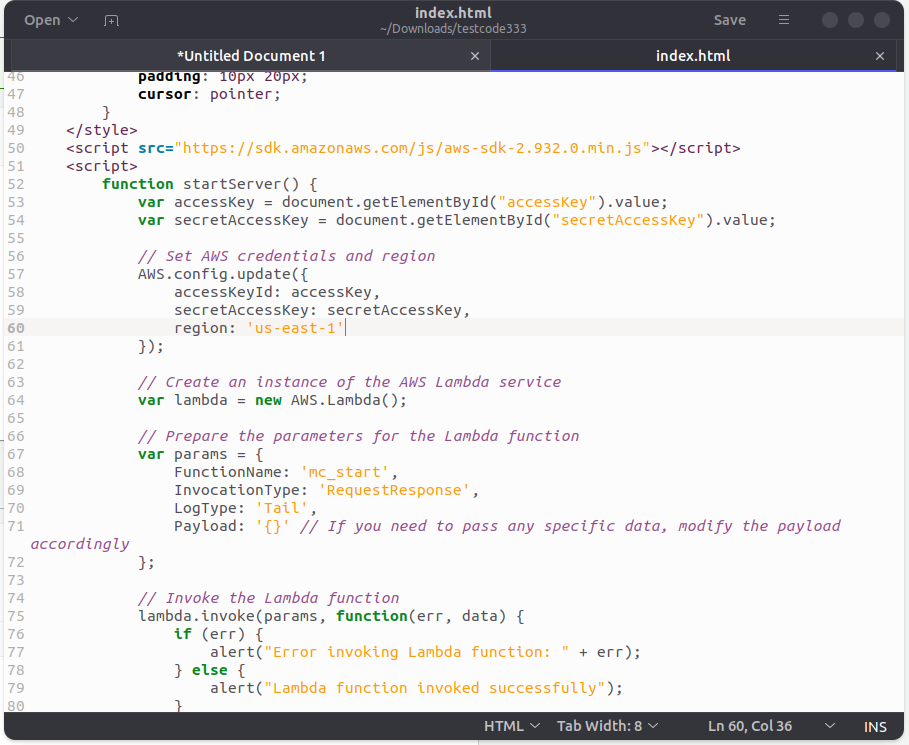 Open
index.html
~/Downloads/testcode333
Save
*Untitled Document 1 ×
index.html ×
46             padding: 10px 20px;
47             cursor: pointer;
48         }
49     </style>
50     <script src="https://sdk.amazonaws.com/js/aws-sdk-2.932.0.min.js"></script>
51     <script>
52         function startServer() {
53             var accessKey = document.getElementById("accessKey").value;
54             var secretAccessKey = document.getElementById("secretAccessKey").value;
55
56             // Set AWS credentials and region
57             AWS.config.update({
58                 accessKeyId: accessKey,
59                 secretAccessKey: secretAccessKey,
60                 region: 'us-east-1'
61             });
62
63             // Create an instance of the AWS Lambda service
64             var lambda = new AWS.Lambda();
65
66             // Prepare the parameters for the Lambda function
67             var params = {
68                 FunctionName: 'mc_start',
69                 InvocationType: 'RequestResponse',
70                 LogType: 'Tail',
71                 Payload: '{}' // If you need to pass any specific data, modify the payload
accordingly
72             };
73
74             // Invoke the Lambda function
75             lambda.invoke(params, function(err, data) {
76                 if (err) {
77                     alert("Error invoking Lambda function: " + err);
78                 } else {
79                     alert("Lambda function invoked successfully");
80                 }
HTML Tab Width: 8 Ln 60, Col 36 INS